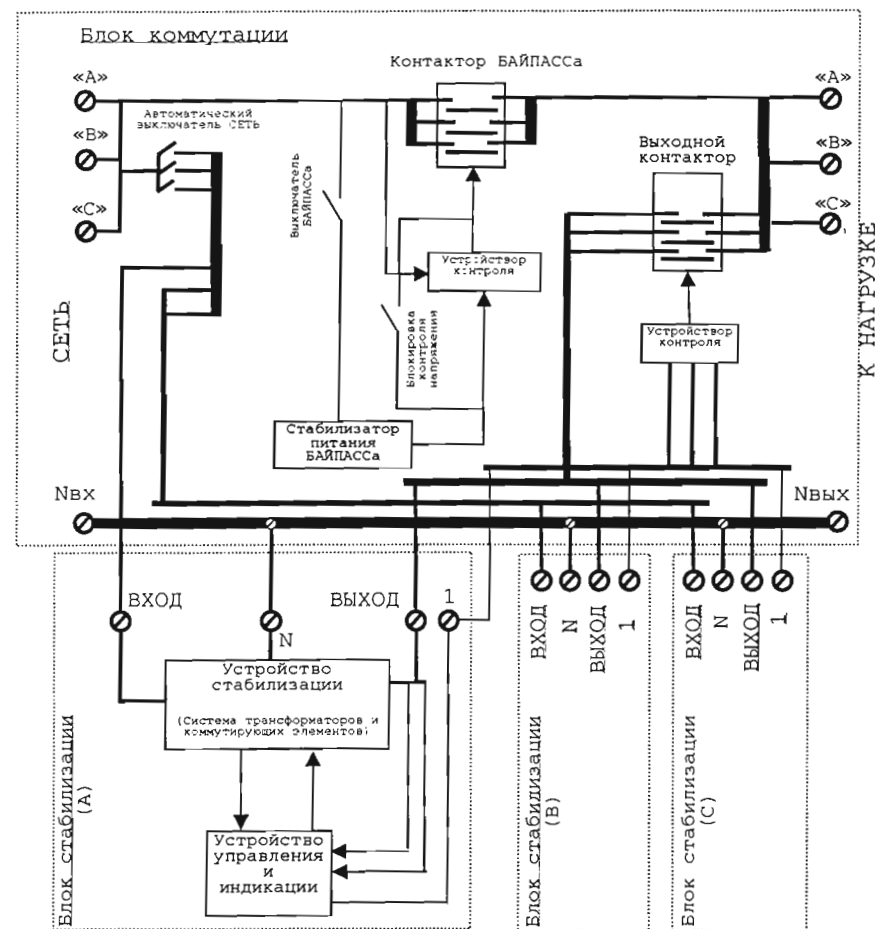 Блок коммутации
Контактор БАЙПАССа
«А»
«А»
Автоматический
выключатель СЕТЬ
«В»
Выходной
контактор
«В»
«С»
«С»
Выключатель
БАЙПАССа
Устройствор
контроля
СЕТЬ
К НАГРУЗКЕ
Блокировка
контроля
напряжения
Устройствор
контроля
Стабилизатор
питания
БАЙПАССа
Nвх
Nвых
ВХОД
N
ВЫХОД
1
ВХОД
N
ВЫХОД
1
ВХОД
N
ВЫХОД
1
Устройство
стабилизации
(Система трансформаторов и
коммутирующих элементов)
Устройство
управления
и
индикации
Блок стабилизации
(А)
Блок стабилизации
(В)
Блок стабилизации
(С)